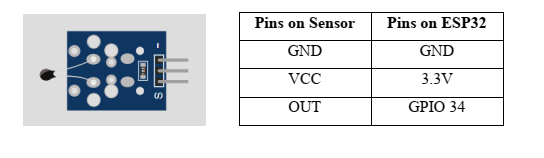 Pins on Sensor Pins on ESP32
GND GND
VCC 3.3V
OUT GPIO 34
S